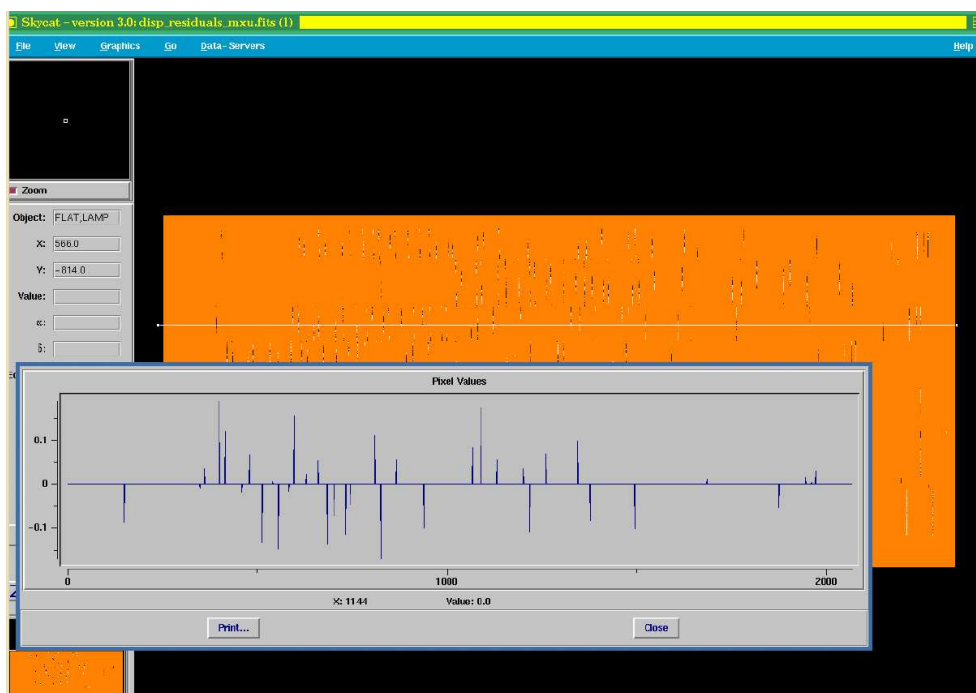 Skycat - version 3.0: disp_residuals_mxu.fits (1)
File View Graphics Go Data-Servers Help
Zoom
Object: FLAT,LAMP
X: 566.0
Y: -814.0
Value:
α:
δ:
Pixel Values
0.1
0
-0.1
0 1000 2000
X: 1144 Value: 0.0
Print... Close